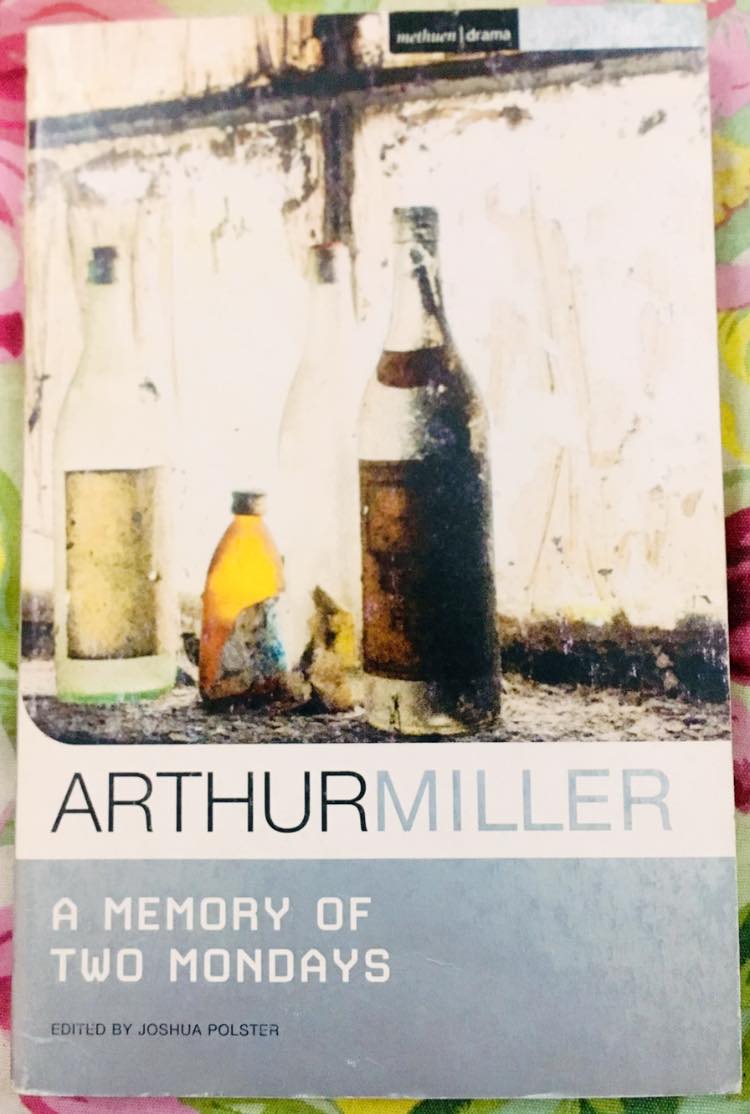 methuen | drama
ARTHURMILLER
A MEMORY OF
TWO MONDAYS
EDITED BY JOSHUA POLSTER